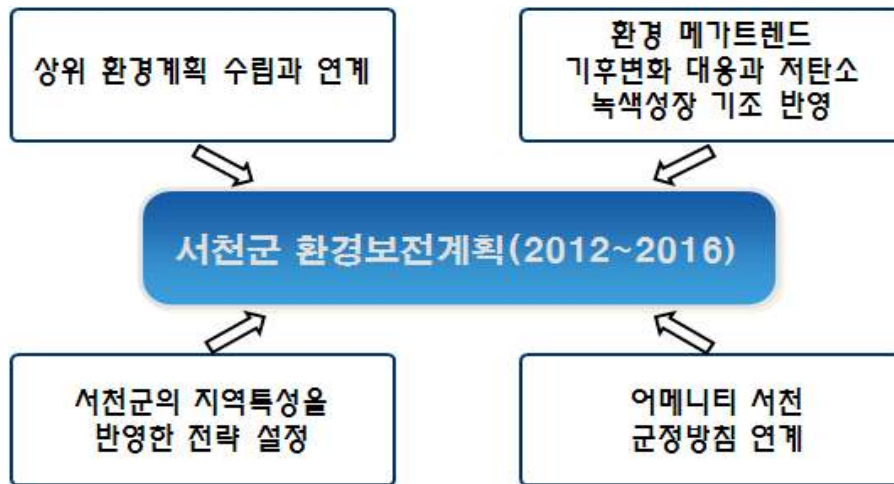 상위 환경계획 수립과 연계
환경 메가트렌드
기후변화 대응과 저탄소
녹색성장 기조 반영
서천군 환경보전계획(2012~2016)
서천군의 지역특성을
반영한 전략 설정
어메니티 서천
군정방침 연계